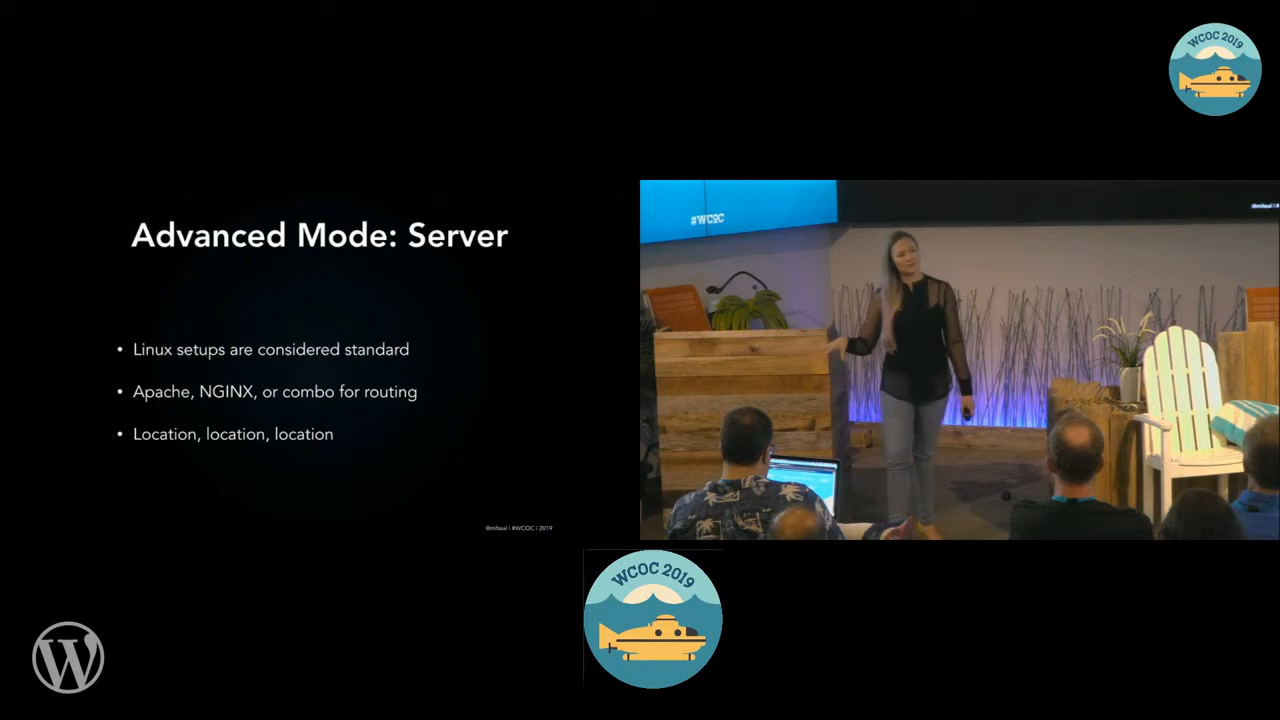 WCOC 2019
Advanced Mode: Server
#WCOC
• Linux setups are considered standard
• Apache, NGINX, or combo for routing
• Location, location, location
| #WCOC | 2019
WCOC 2019
W